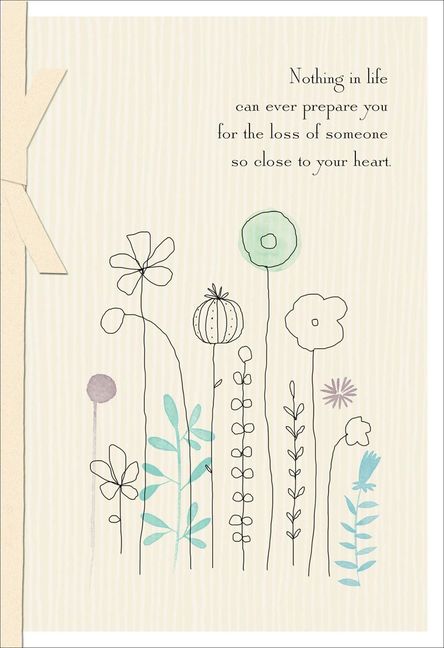 Nothing in life
can ever prepare you
for the loss of someone
so close to your heart.